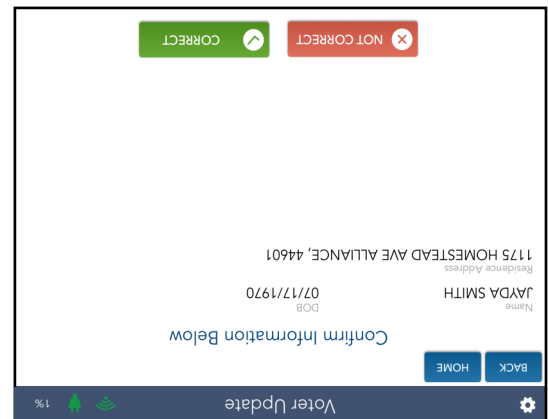 Voter Update 1%
BACK HOME
Confirm Information Below
Name DOB
JAYDA SMITH 07/17/1970
Residence Address
1175 HOMESTEAD AVE ALLIANCE, 44601
NOT CORRECT CORRECT